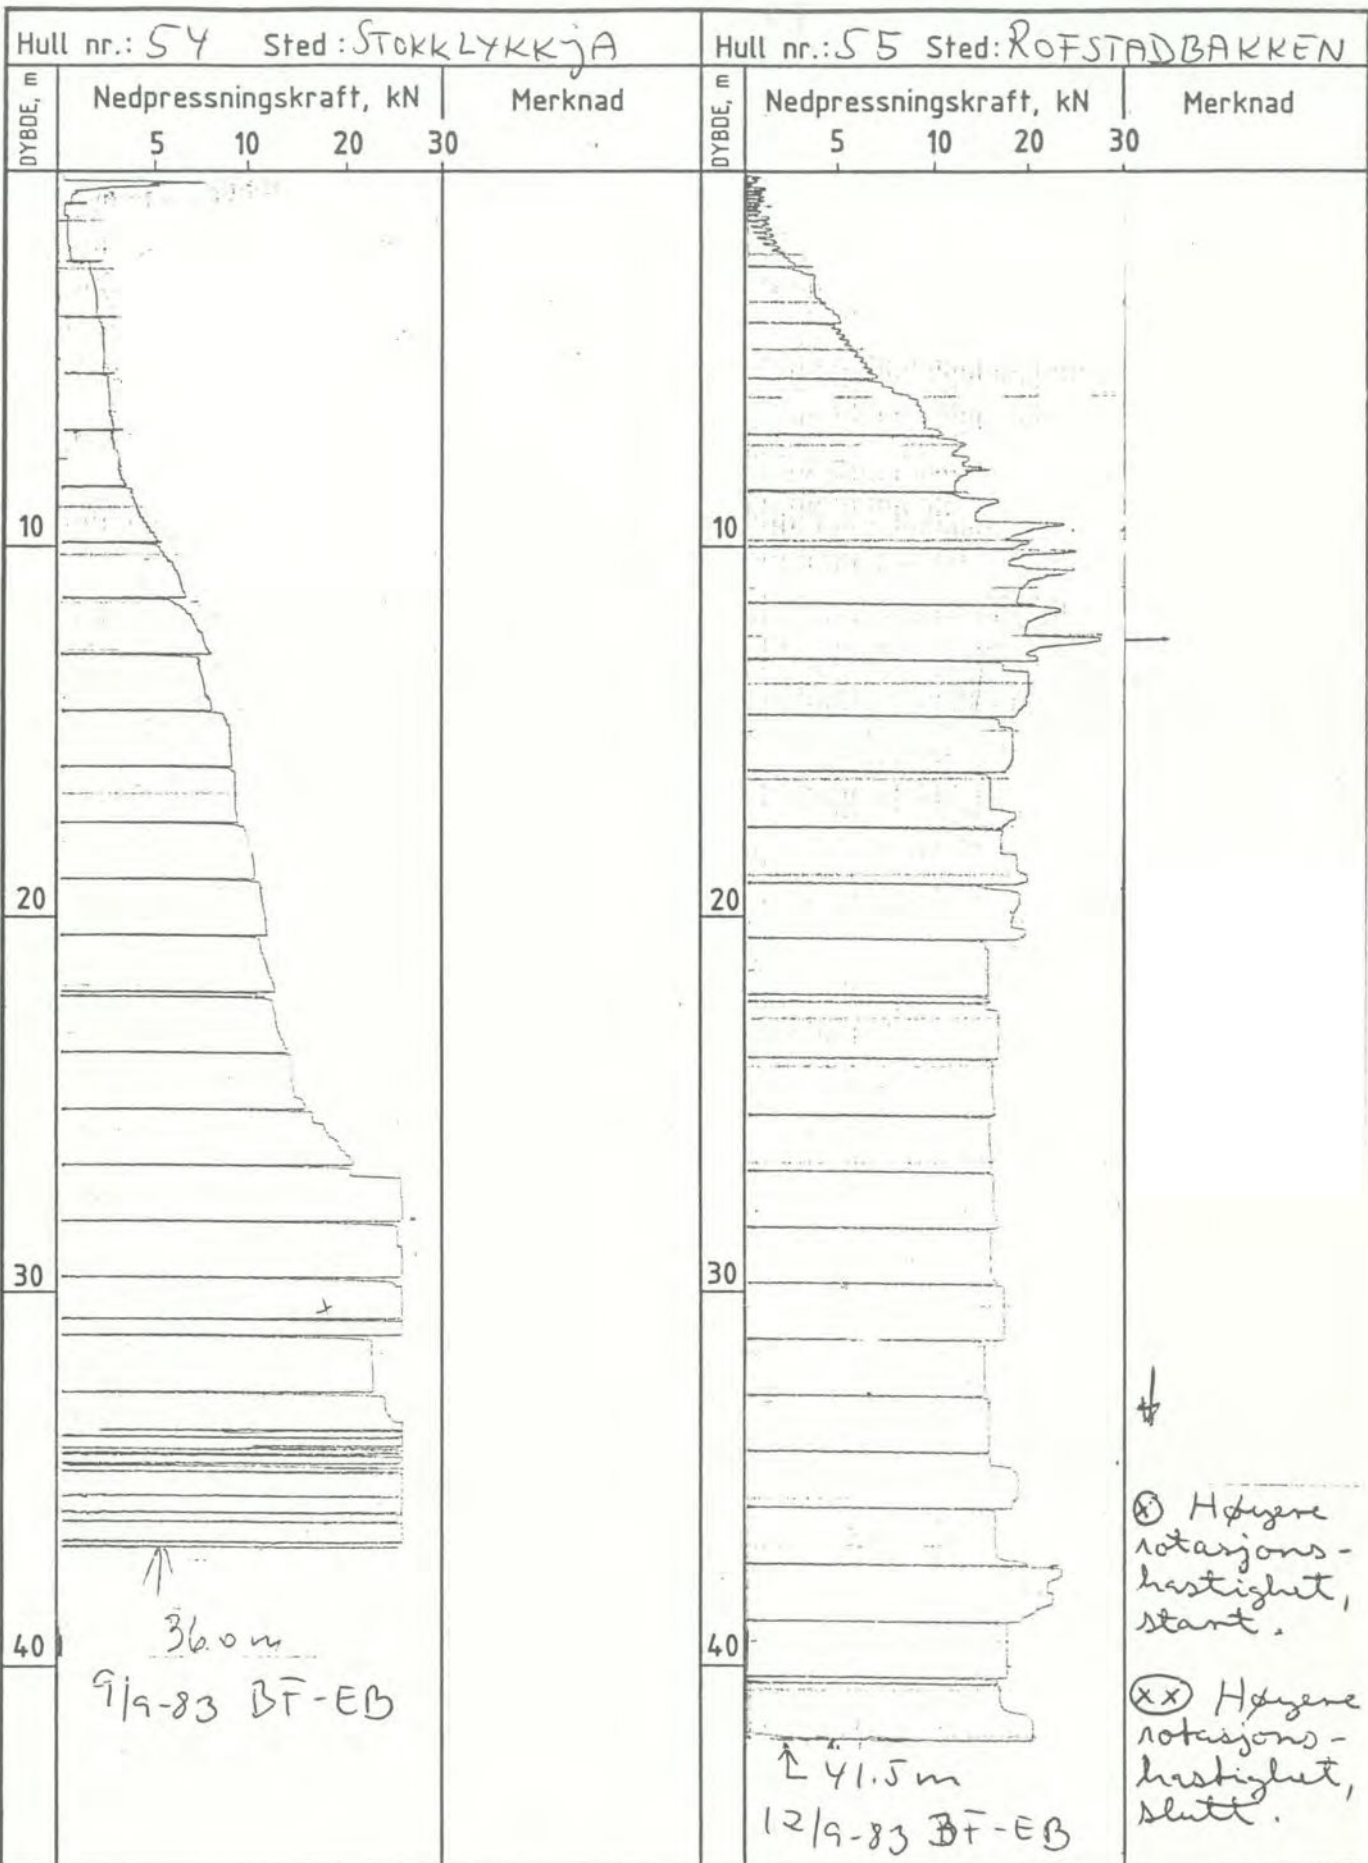 Hull nr.: 54 Sted: STOKKLYKKJA
DYBDE, m
Nedpressningskraft, kN
Merknad
5 10 20 30
10
20
30
40
36.0 m
9/9-83 BF-EB
Hull nr.: 55 Sted: ROFSTADBAKKEN
DYBDE, m
Nedpressningskraft, kN
Merknad
5 10 20 30
10
20
30
40
41.5 m
12/9-83 BF-EB
(x) Høyere
rotasjons-
hastighet,
start.
(xx) Høyere
rotasjons-
hastighet,
slutt.